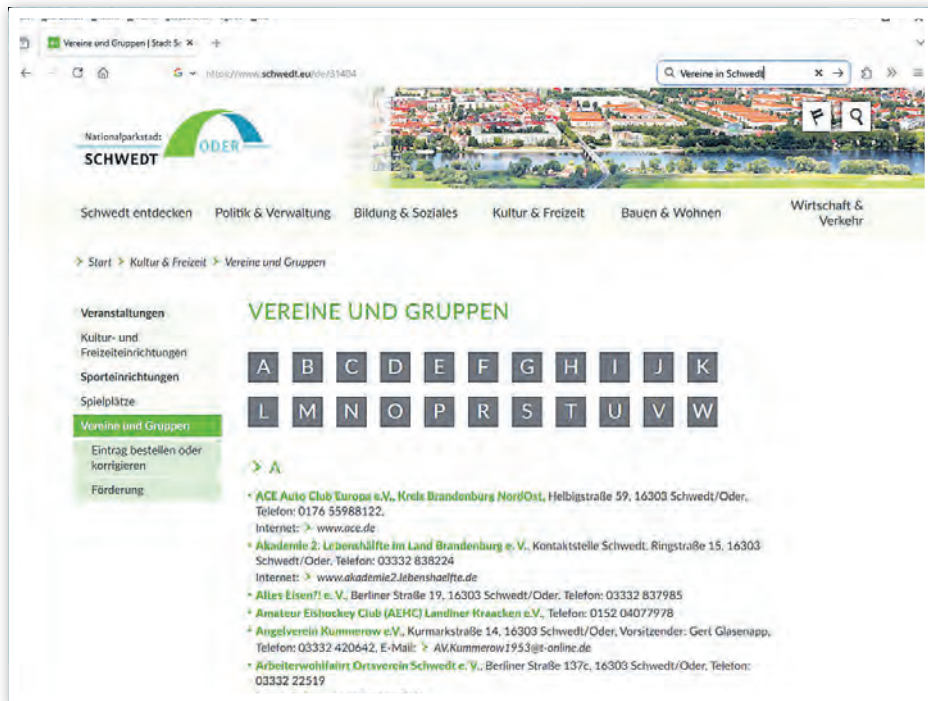 Vereine und Gruppen | Stadt Sc
https://www.schwedt.eu/de/31404
Vereine in Schwedt
Nationalparkstadt
SCHWEDT
ODER
Schwedt entdecken Politik & Verwaltung Bildung & Soziales Kultur & Freizeit Bauen & Wohnen Wirtschaft &
Verkehr
> Start > Kultur & Freizeit > Vereine und Gruppen
Veranstaltungen
Kultur- und
Freizeiteinrichtungen
Sporteinrichtungen
Spielplätze
Vereine und Gruppen
Eintrag bestellen oder
korrigieren
Förderung
VEREINE UND GRUPPEN
A B C D E F G H I J K
L M N O P R S T U V W
> A
• ACE Auto Club Europa e.V., Kreis Brandenburg Nord/Ost, Helbigstraße 59, 16303 Schwedt/Oder,
Telefon: 0176 55988122,
Internet: > www.ace.de
• Akademie 2. Lebenshälfte im Land Brandenburg e. V., Kontaktstelle Schwedt, Ringstraße 15, 16303
Schwedt/Oder, Telefon: 03332 838224
Internet: > www.akademie2.lebenshaelfte.de
• Altes Eisen?! e. V., Berliner Straße 19, 16303 Schwedt/Oder, Telefon: 03332 837985
• Amateur Eishockey Club (AEHC) Landiner Kraacken e.V., Telefon: 0152 04077978
• Angelverein Kummerow e.V., Kurmarkstraße 14, 16303 Schwedt/Oder, Vorsitzender: Gert Glasenapp,
Telefon: 03332 420642, E-Mail: > AV.Kummerow1953@t-online.de
• Arbeiterwohlfahrt Ortsverein Schwedt e. V., Berliner Straße 137c, 16303 Schwedt/Oder, Telefon:
03332 22519